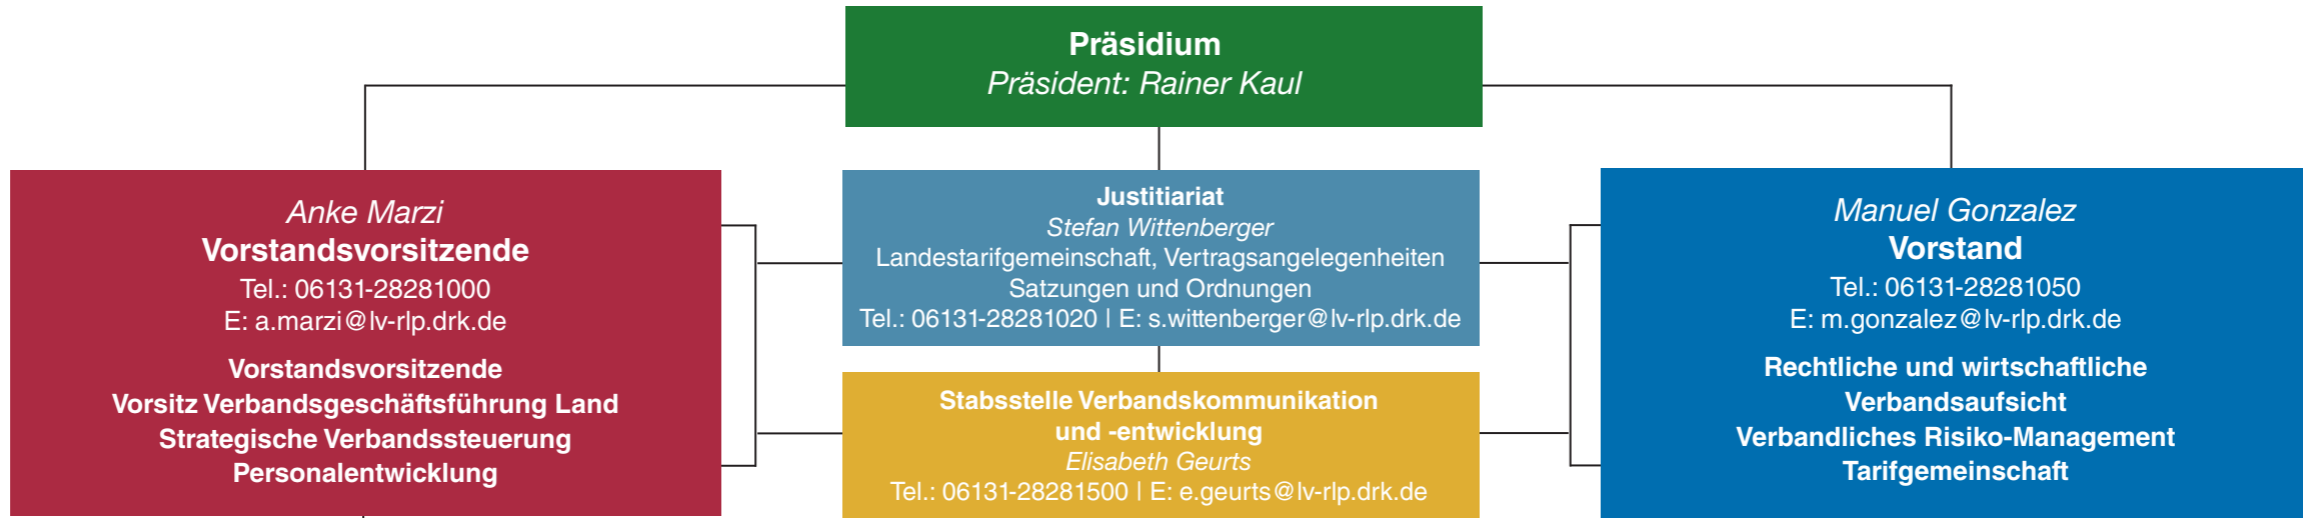 Präsidium
Präsident: Rainer Kaul
Anke Marzi
Vorstandsvorsitzende
Tel.: 06131-28281000
E: a.marzi@lv-rlp.drk.de
Vorstandsvorsitzende
Vorsitz Verbandsgeschäftsführung Land
Strategische Verbandssteuerung
Personalentwicklung
Justitiariat
Stefan Wittenberger
Landestarifgemeinschaft, Vertragsangelegenheiten
Satzungen und Ordnungen
Tel.: 06131-28281020 | E: s.wittenberger@lv-rlp.drk.de
Stabsstelle Verbandskommunikation
und -entwicklung
Elisabeth Geurts
Tel.: 06131-28281500 | E: e.geurts@lv-rlp.drk.de
Manuel Gonzalez
Vorstand
Tel.: 06131-28281050
E: m.gonzalez@lv-rlp.drk.de
Rechtliche und wirtschaftliche
Verbandsaufsicht
Verbandliches Risiko-Management
Tarifgemeinschaft